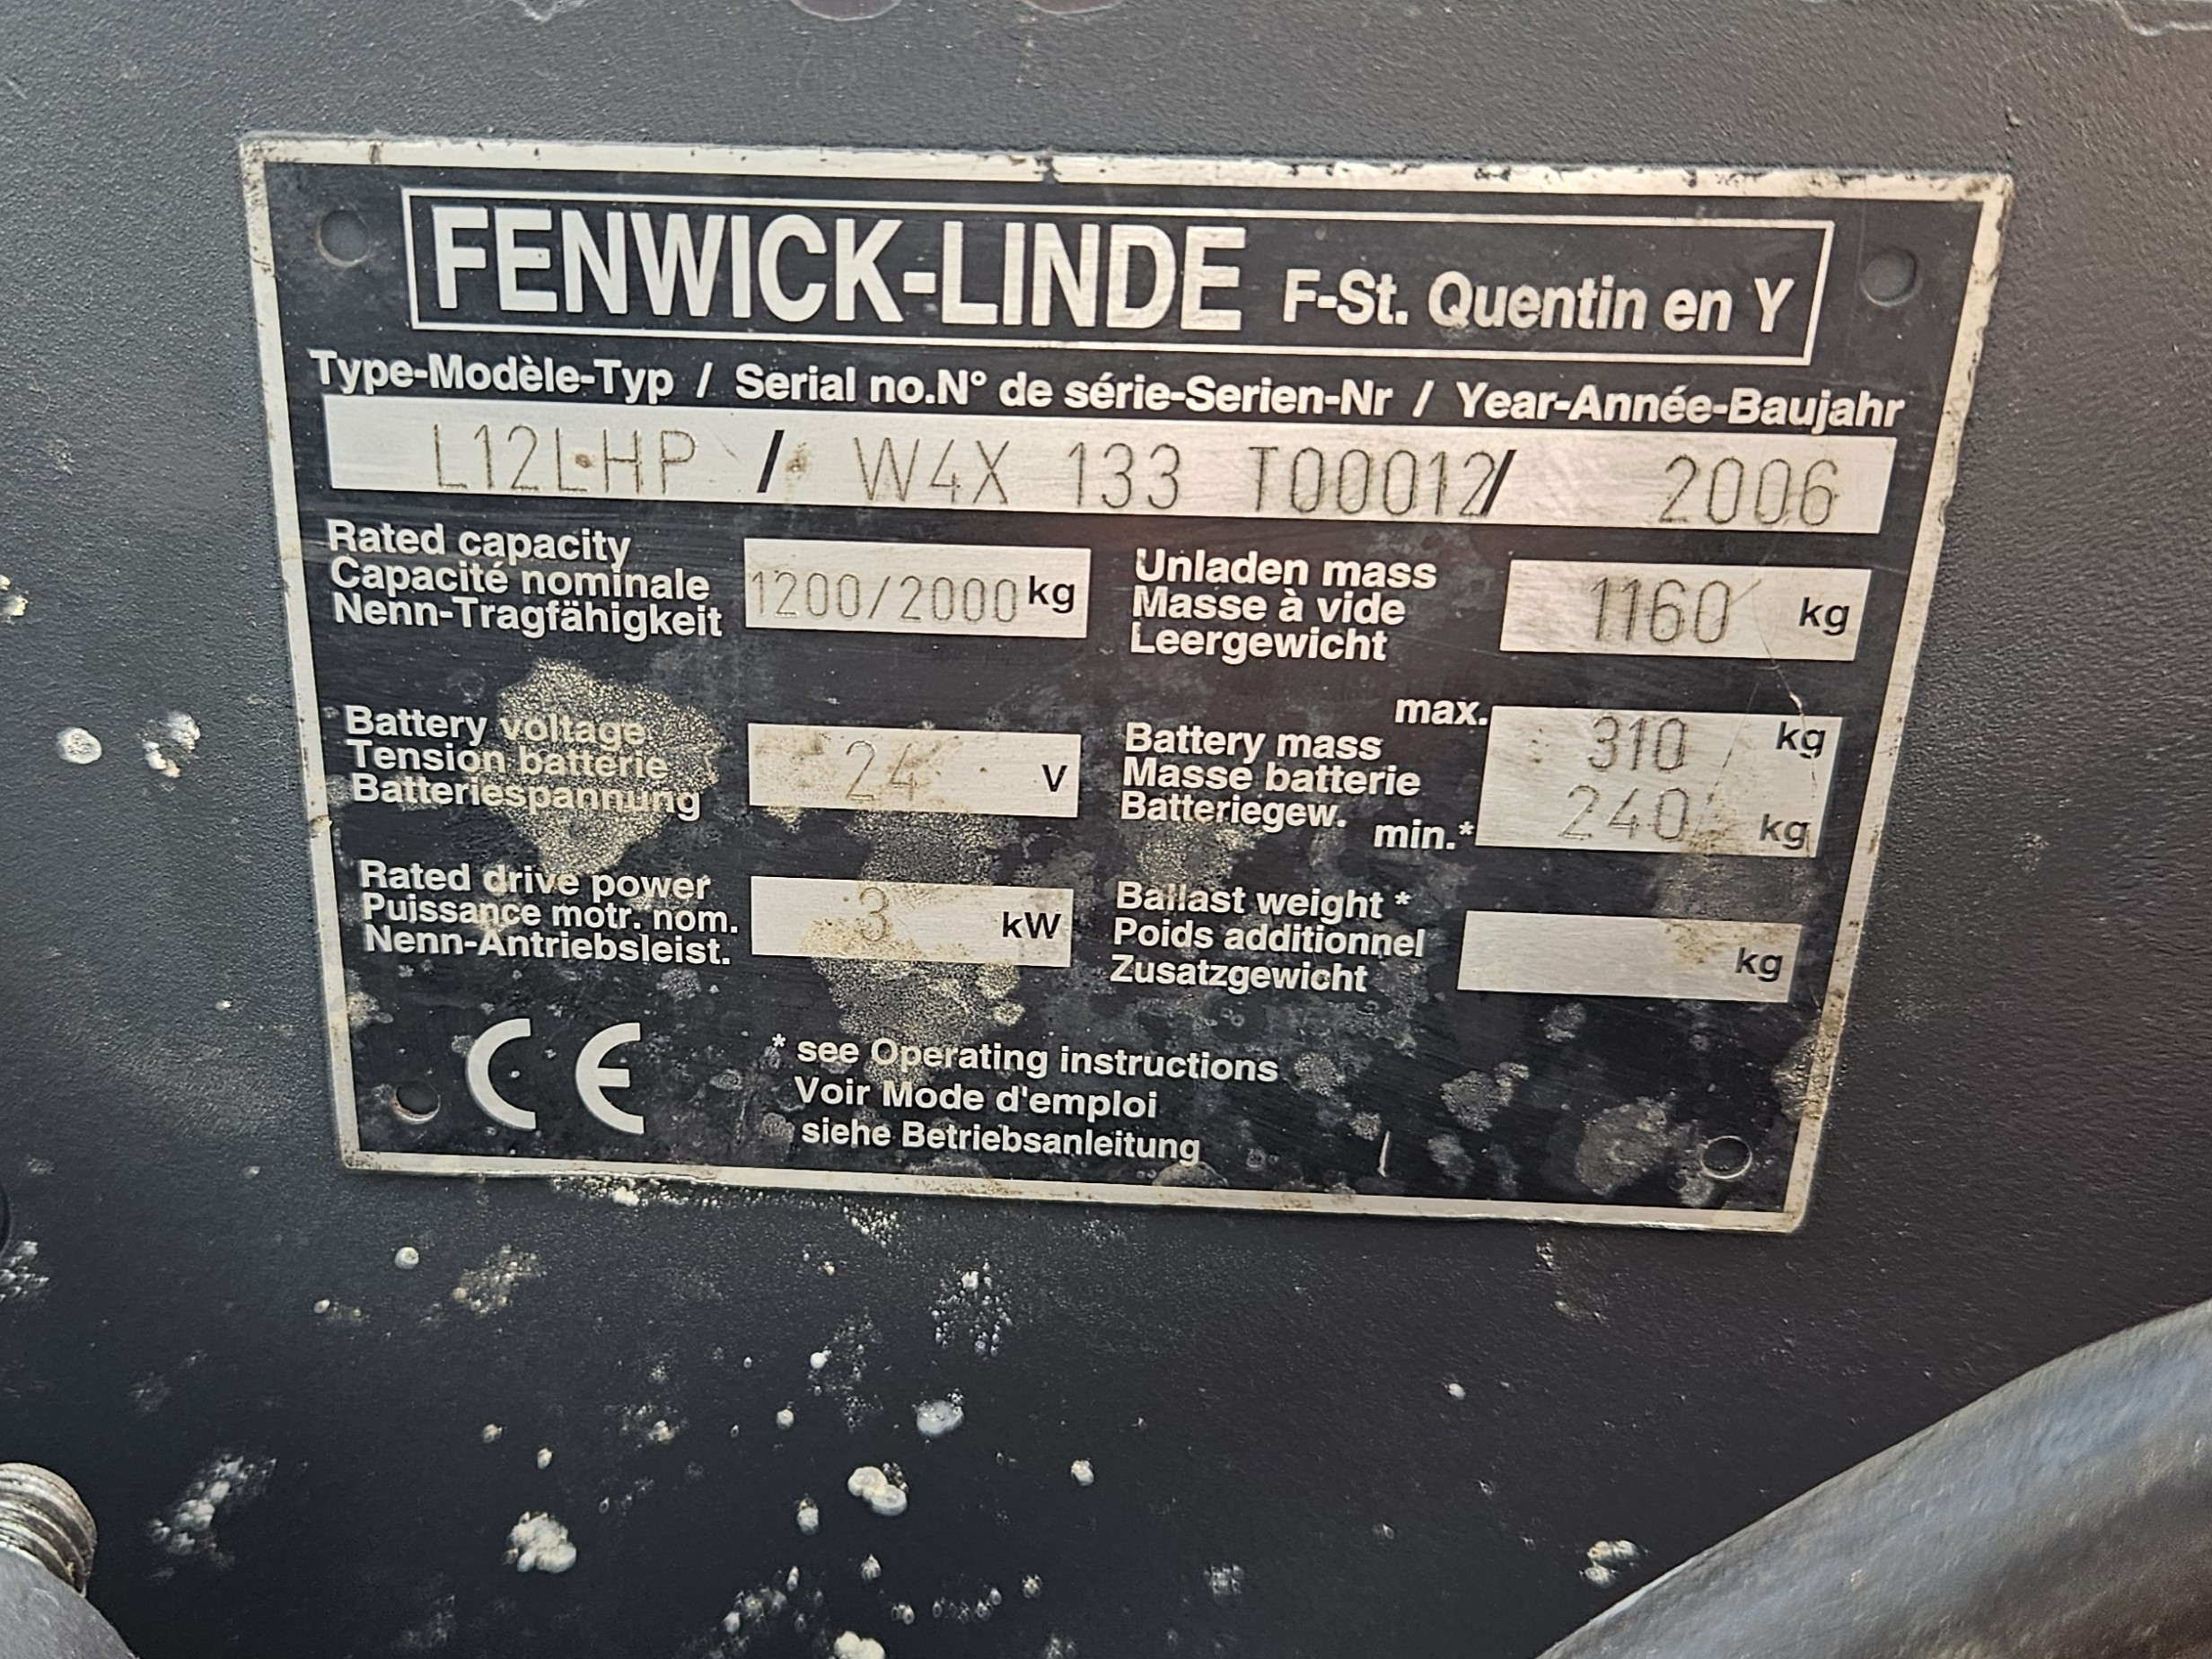 FENWICK-LINDE F-St. Quentin en Y
Type-Modèle-Typ / Serial no.N° de série-Serien-Nr / Year-Année-Baujahr
L12LHP / W4X 133 T00012/ 2006
Rated capacity
Capacité nominale
Nenn-Tragfähigkeit
1200/2000 kg
Unladen mass
Masse à vide
Leergewicht
1160 kg
Battery voltage
Tension batterie
Batteriespannung
24 V
Battery mass
Masse batterie
Batteriegew.
max. 310 kg
min.* 240 kg
Rated drive power
Puissance motr. nom.
Nenn-Antriebsleist.
3 kW
Ballast weight *
Poids additionnel
Zusatzgewicht
kg
CE
* see Operating instructions
Voir Mode d'emploi
siehe Betriebsanleitung